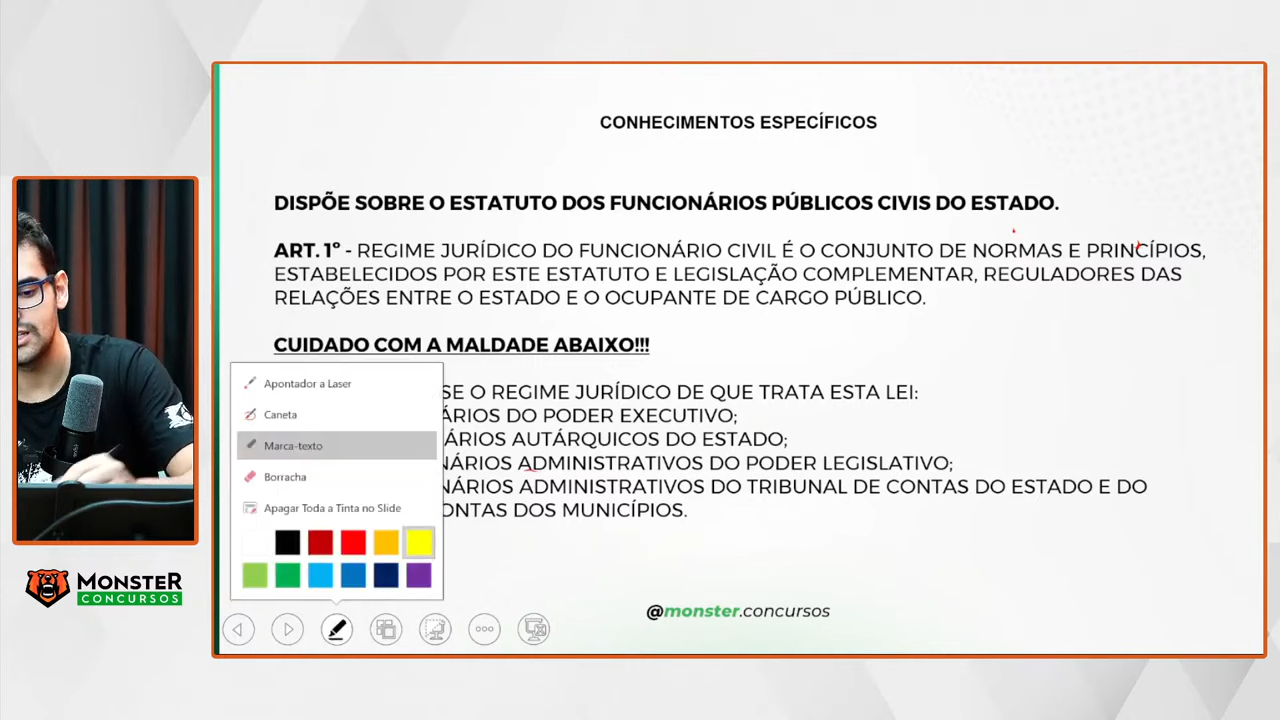 CONHECIMENTOS ESPECÍFICOS
DISPÕE SOBRE O ESTATUTO DOS FUNCIONÁRIOS PÚBLICOS CIVIS DO ESTADO.
ART. 1º - REGIME JURÍDICO DO FUNCIONÁRIO CIVIL É O CONJUNTO DE NORMAS E PRINCÍPIOS,
ESTABELECIDOS POR ESTE ESTATUTO E LEGISLAÇÃO COMPLEMENTAR, REGULADORES DAS
RELAÇÕES ENTRE O ESTADO E O OCUPANTE DE CARGO PÚBLICO.
CUIDADO COM A MALDADE ABAIXO!!!
SE O REGIME JURÍDICO DE QUE TRATA ESTA LEI:
ÁRIOS DO PODER EXECUTIVO;
ÁRIOS AUTÁRQUICOS DO ESTADO;
NÁRIOS ADMINISTRATIVOS DO PODER LEGISLATIVO;
NÁRIOS ADMINISTRATIVOS DO TRIBUNAL DE CONTAS DO ESTADO E DO
ONTAS DOS MUNICÍPIOS.
Apontador a Laser
Caneta
Marca-texto
Borracha
Apagar Toda a Tinta no Slide
@monster.concursos
MONSTER
CONCURSOS